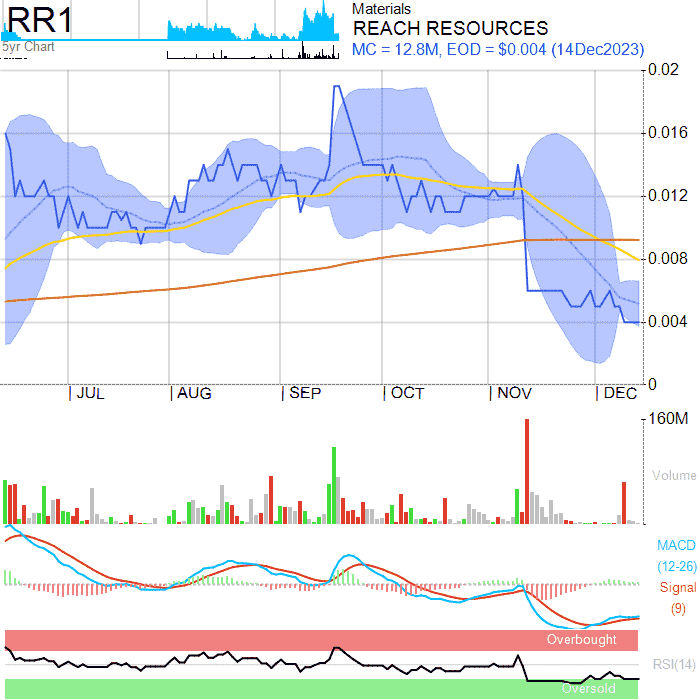 RR1
5yr Chart
Materials
REACH RESOURCES
MC = 12.8M, EOD = $0.004 (14Dec2023)
0.02
0.016
0.012
0.008
0.004
0
JUL AUG SEP OCT NOV DEC
160M
Volume
MACD
(12-26)
Signal
(9)
Overbought
RSI(14)
Oversold